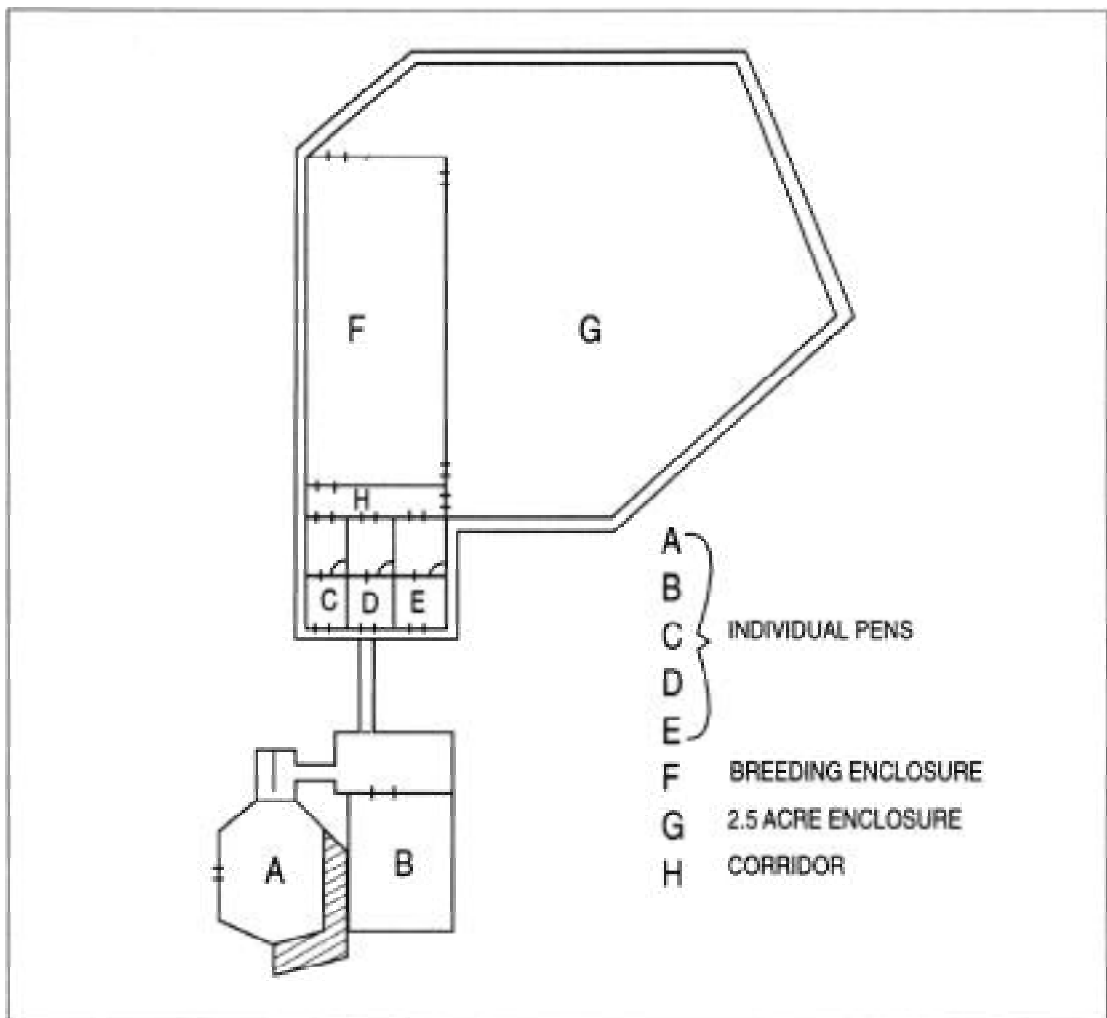 F
G
H
C D E
A
B
A
B
C INDIVIDUAL PENS
D
E
F BREEDING ENCLOSURE
G 2.5 ACRE ENCLOSURE
H CORRIDOR